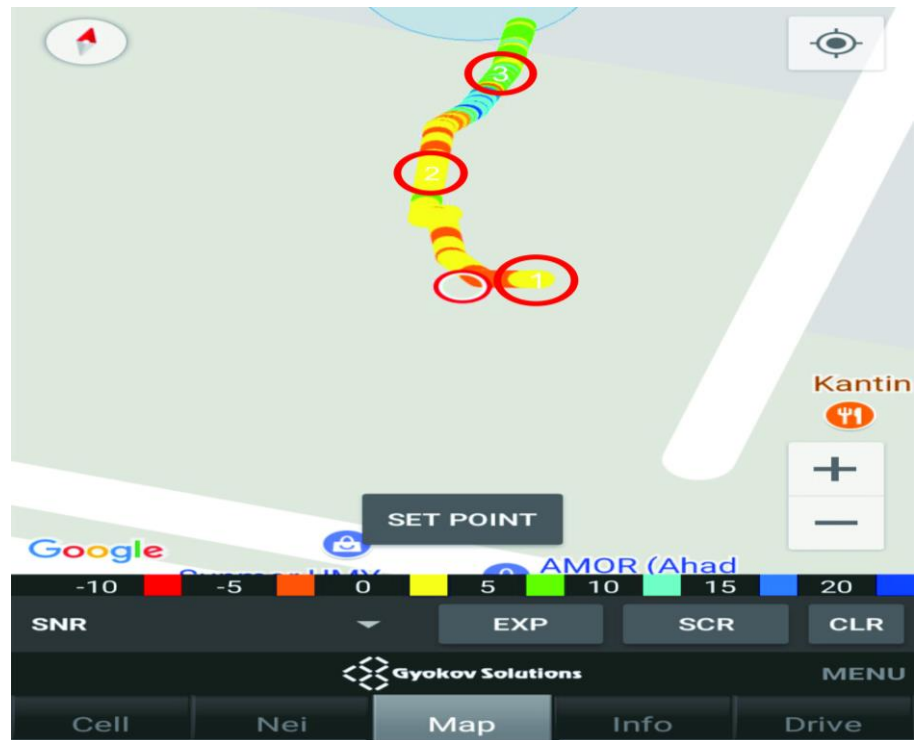 3
2
1
Kantin
+
SET POINT
−
Google
AMOR (Ahad
-10 -5 0 5 10 15 20
SNR EXP SCR CLR
Gyokov Solutions MENU
Cell Nei Map Info Drive